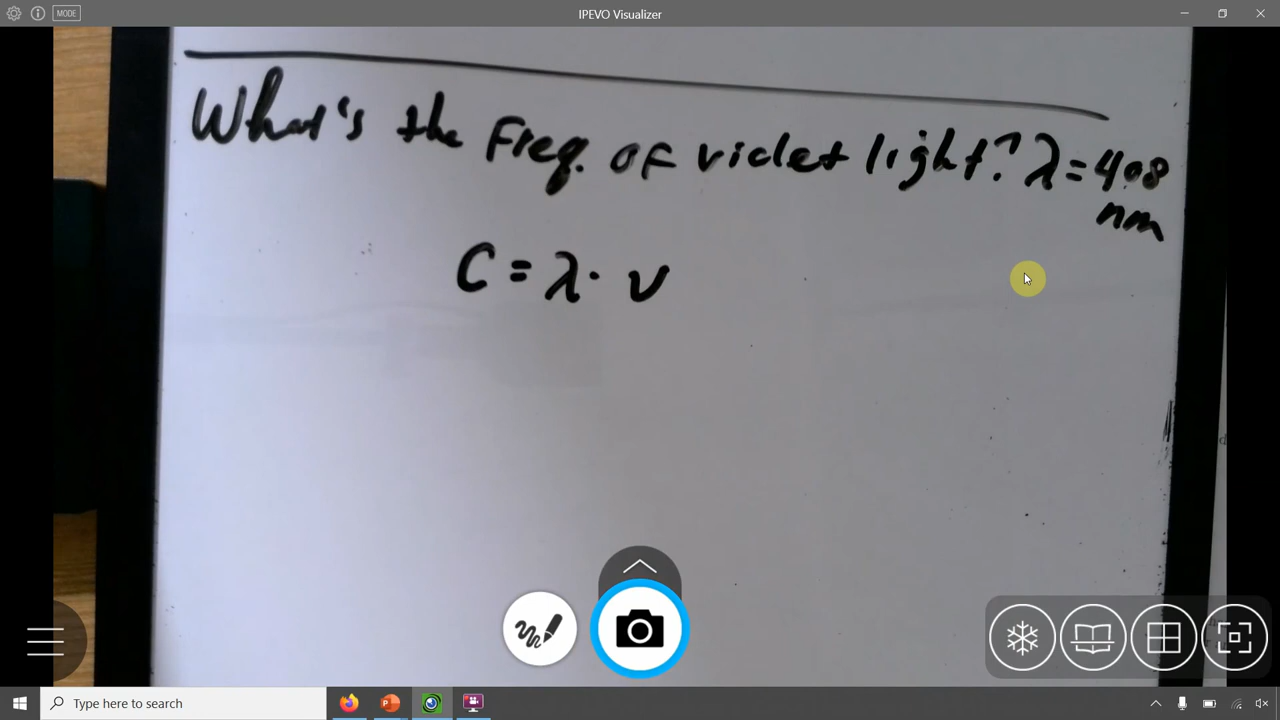 MODE
IPEVO Visualizer
What's the Freq. of violet light? λ = 408
nm
C = λ · ν
Type here to search